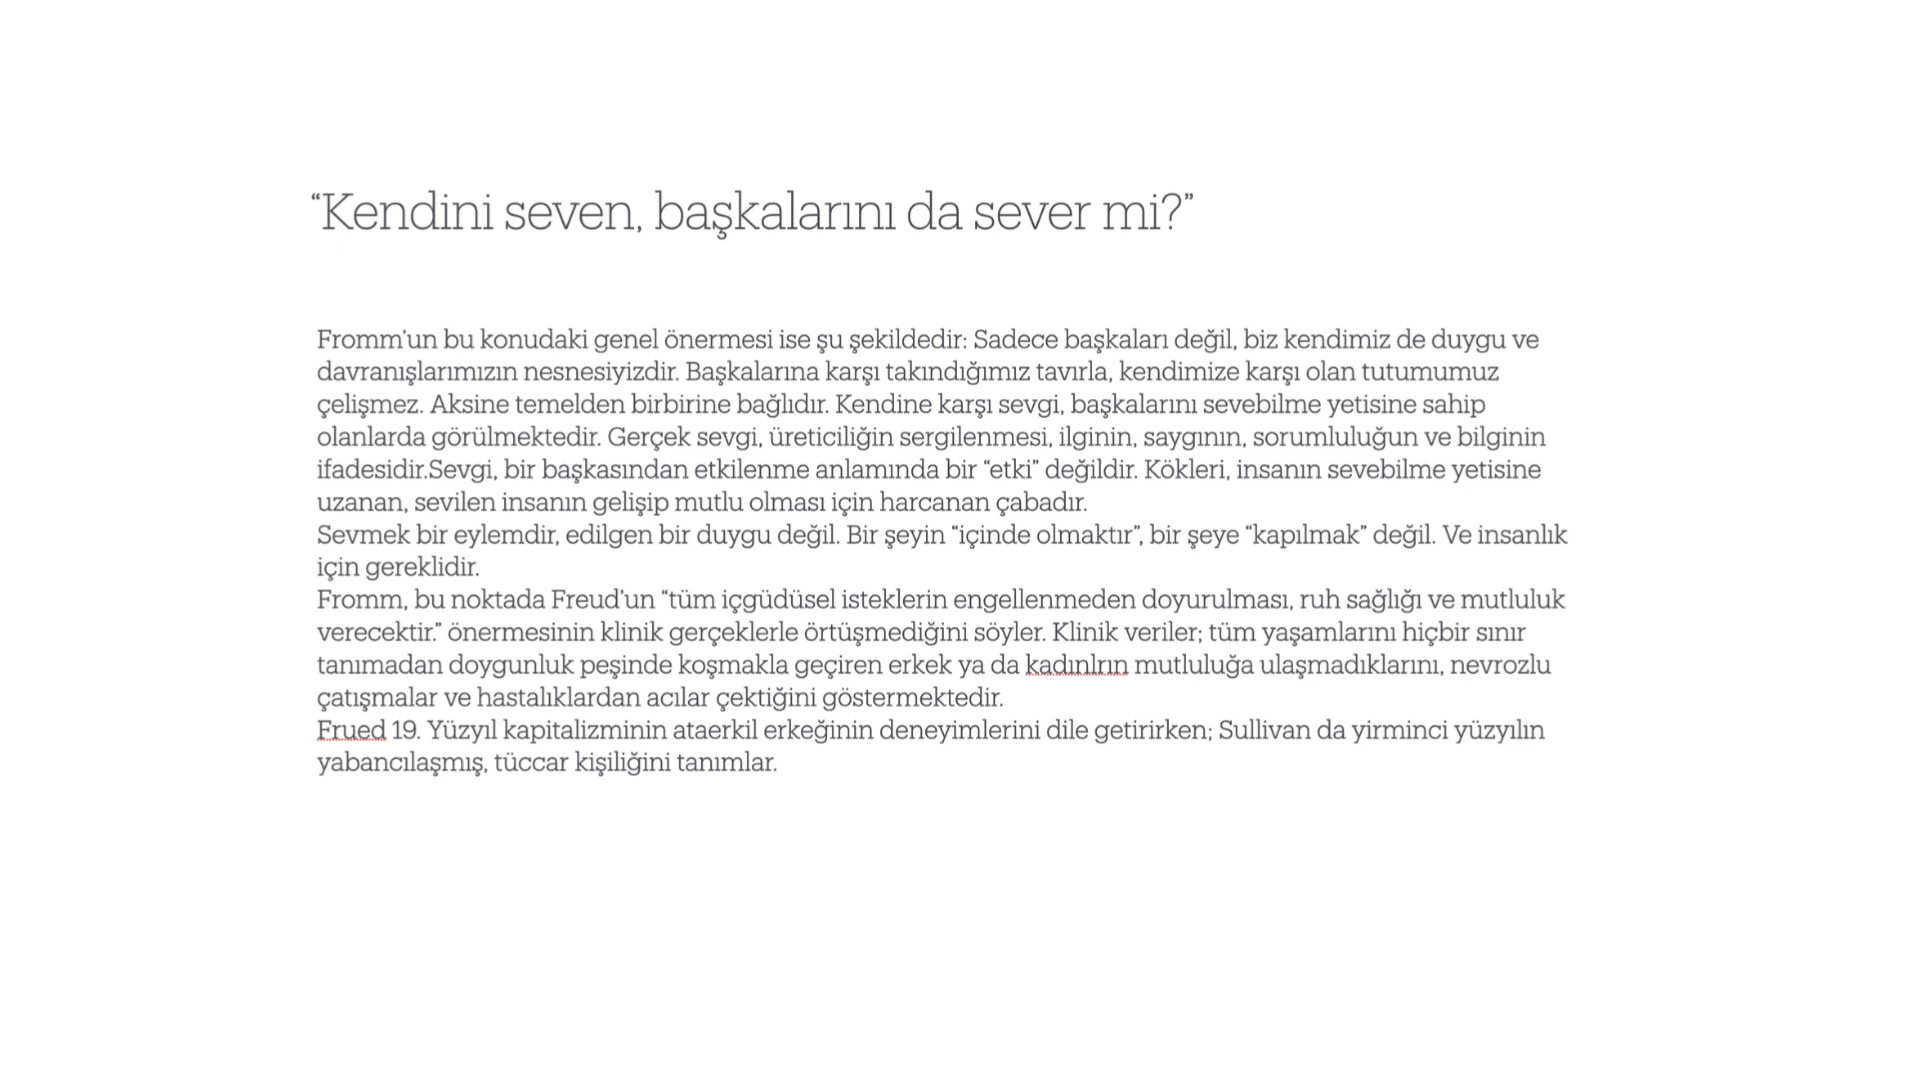 “Kendini seven, başkalarını da sever mi?”
Fromm'un bu konudaki genel önermesi ise şu şekildedir: Sadece başkaları değil, biz kendimiz de duygu ve
davranışlarımızın nesnesiyizdir. Başkalarına karşı takındığımız tavırla, kendimize karşı olan tutumumuz
çelişmez. Aksine temelden birbirine bağlıdır. Kendine karşı sevgi, başkalarını sevebilme yetisine sahip
olanlarda görülmektedir. Gerçek sevgi, üreticiliğin sergilenmesi, ilginin, saygının, sorumluluğun ve bilginin
ifadesidir.Sevgi, bir başkasından etkilenme anlamında bir “etki” değildir. Kökleri, insanın sevebilme yetisine
uzanan, sevilen insanın gelişip mutlu olması için harcanan çabadır.
Sevmek bir eylemdir, edilgen bir duygu değil. Bir şeyin “içinde olmaktır”, bir şeye “kapılmak” değil. Ve insanlık
için gereklidir.
Fromm, bu noktada Freud'un “tüm içgüdüsel isteklerin engellenmeden doyurulması, ruh sağlığı ve mutluluk
verecektir.” önermesinin klinik gerçeklerle örtüşmediğini söyler. Klinik veriler; tüm yaşamlarını hiçbir sınır
tanımadan doygunluk peşinde koşmakla geçiren erkek ya da kadınlrın mutluluğa ulaşmadıklarını, nevrozlu
çatışmalar ve hastalıklardan acılar çektiğini göstermektedir.
Frued 19. Yüzyıl kapitalizminin ataerkil erkeğinin deneyimlerini dile getirirken; Sullivan da yirminci yüzyılın
yabancılaşmış, tüccar kişiliğini tanımlar.